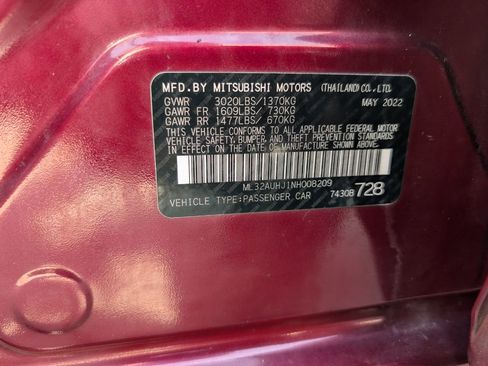 MFD.BY MITSUBISHI MOTORS (THAILAND)CO.,LTD.
GVWR 3020LBS/1370KG MAY 2022
GAWR FR 1609LBS/ 730KG
GAWR RR 1477LBS/ 670KG
THIS VEHICLE CONFORMS TO ALL APPLICABLE FEDERAL MOTOR
VEHICLE SAFETY, BUMPER, AND THEFT PREVENTION STANDARDS
IN EFFECT ON THE DATE OF MANUFACTURE SHOWN ABOVE.
ML32AUHJ1NH008209
VEHICLE TYPE:PASSENGER CAR 7430B 728